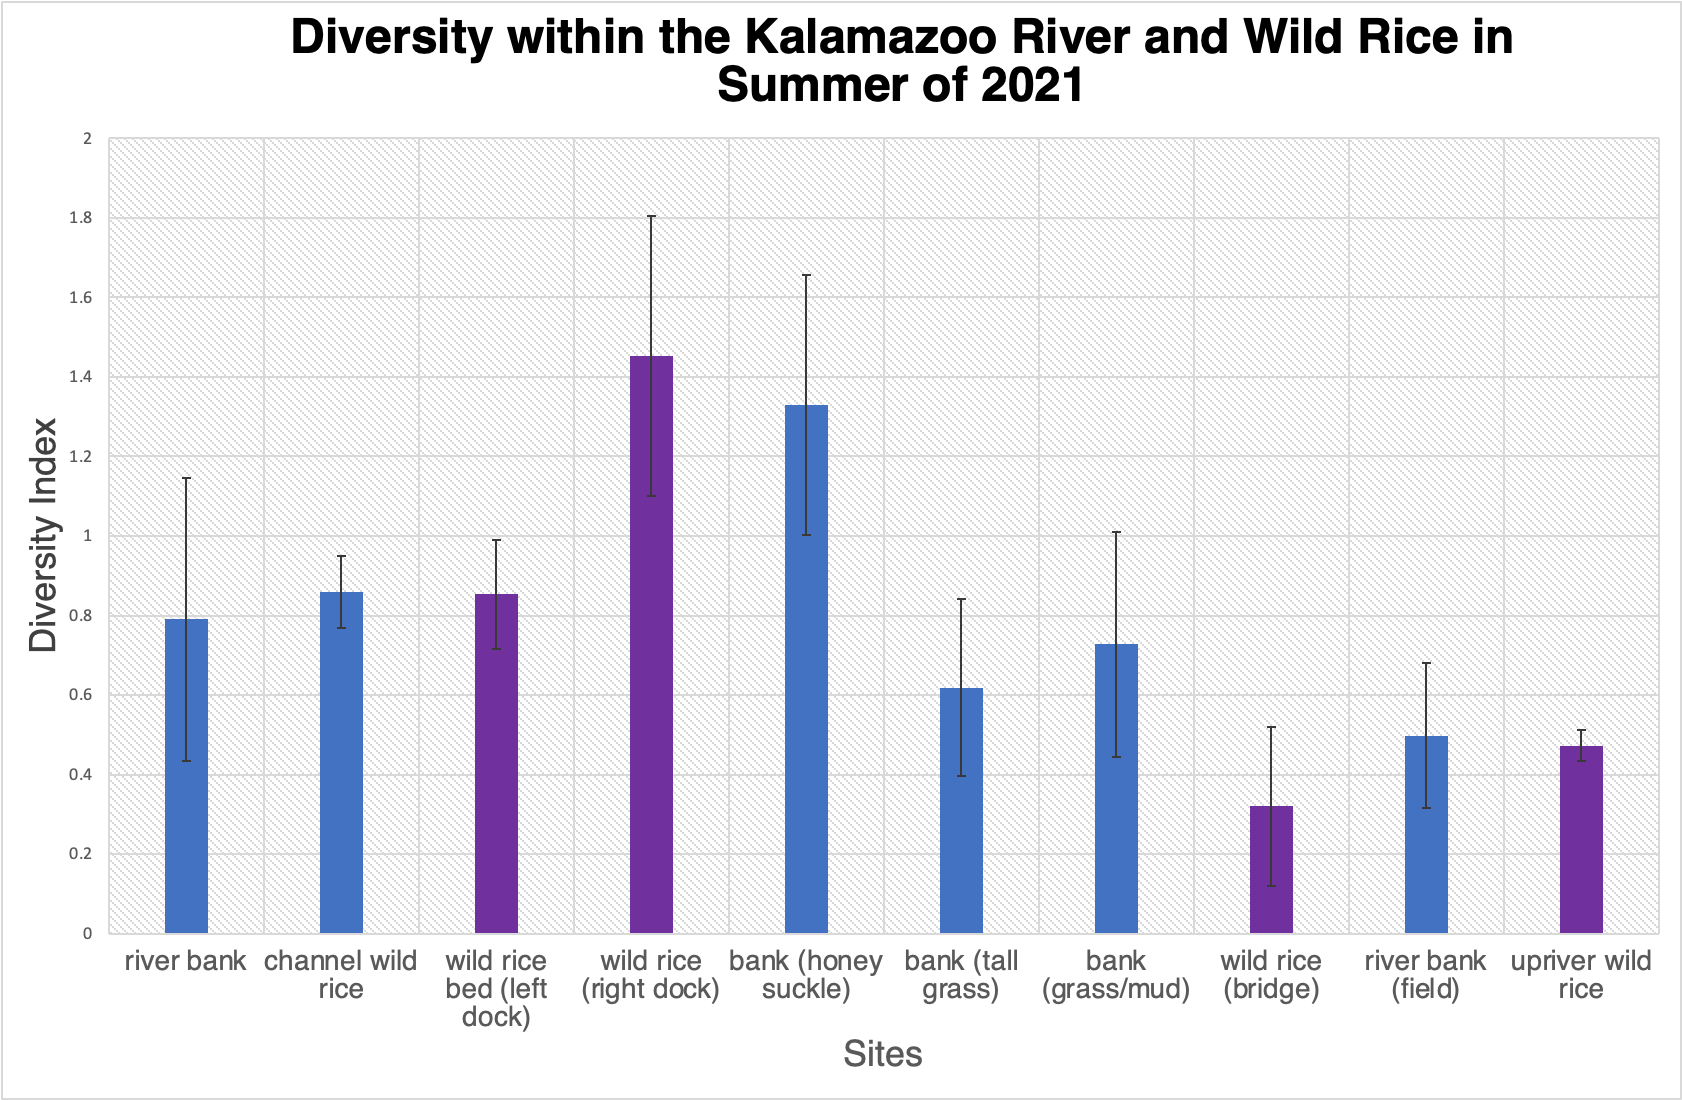 Diversity within the Kalamazoo River and Wild Rice in
Summer of 2021
2
1.8
1.6
1.4
1.2
1
0.8
0.6
0.4
0.2
0
Diversity Index
river bank
channel wild
rice
wild rice
bed (left
dock)
wild rice
(right dock)
bank (honey
suckle)
bank (tall
grass)
bank
(grass/mud)
wild rice
(bridge)
river bank
(field)
upriver wild
rice
Sites